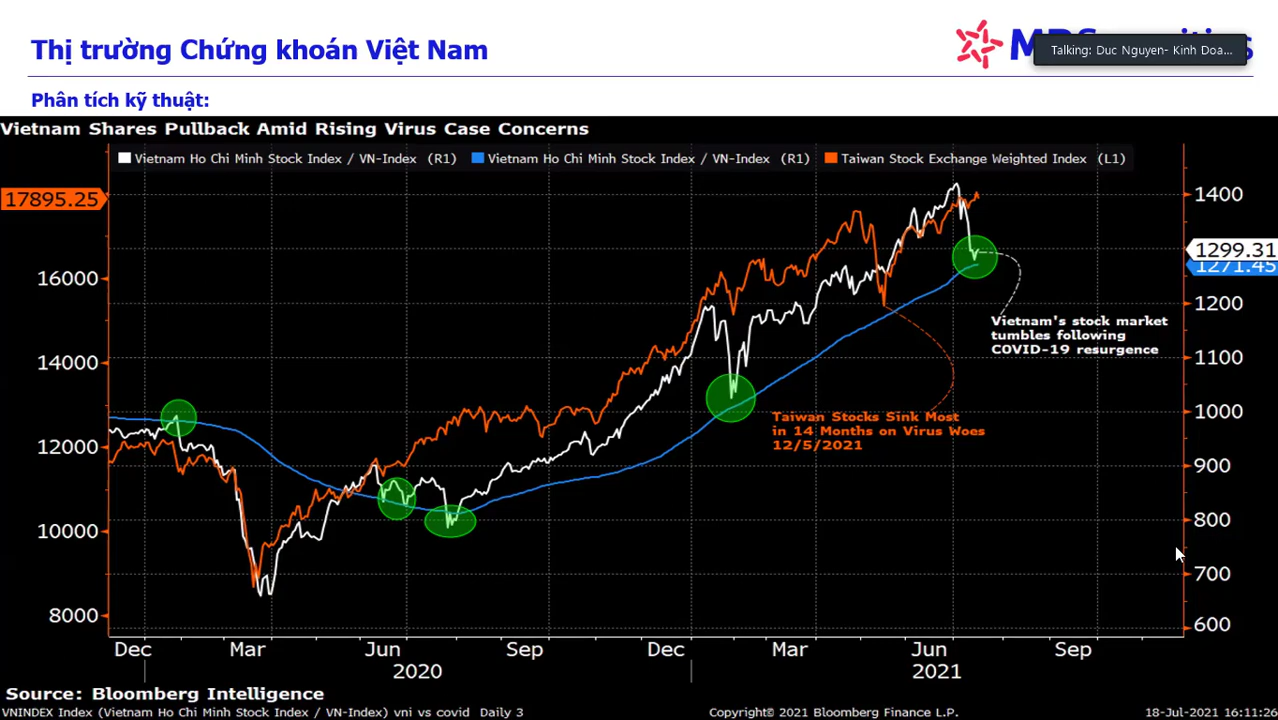 Thị trường Chứng khoán Việt Nam
Talking: Duc Nguyen- Kinh Doa...
Phân tích kỹ thuật:
Vietnam Shares Pullback Amid Rising Virus Case Concerns
Vietnam Ho Chi Minh Stock Index / VN-Index (R1)
Vietnam Ho Chi Minh Stock Index / VN-Index (R1)
Taiwan Stock Exchange Weighted Index (L1)
17895.25
16000
14000
12000
10000
8000
1400
1299.31
1271.45
1200
1100
1000
900
800
700
600
Vietnam's stock market
tumbles following
COVID-19 resurgence
Taiwan Stocks Sink Most
in 14 Months on Virus Woes
12/5/2021
Dec Mar Jun Sep Dec Mar Jun Sep
2020 2021
Source: Bloomberg Intelligence
VNINDEX Index (Vietnam Ho Chi Minh Stock Index / VN-Index) vni vs covid Daily 3
Copyright© 2021 Bloomberg Finance L.P.
18-Jul-2021 16:11:26